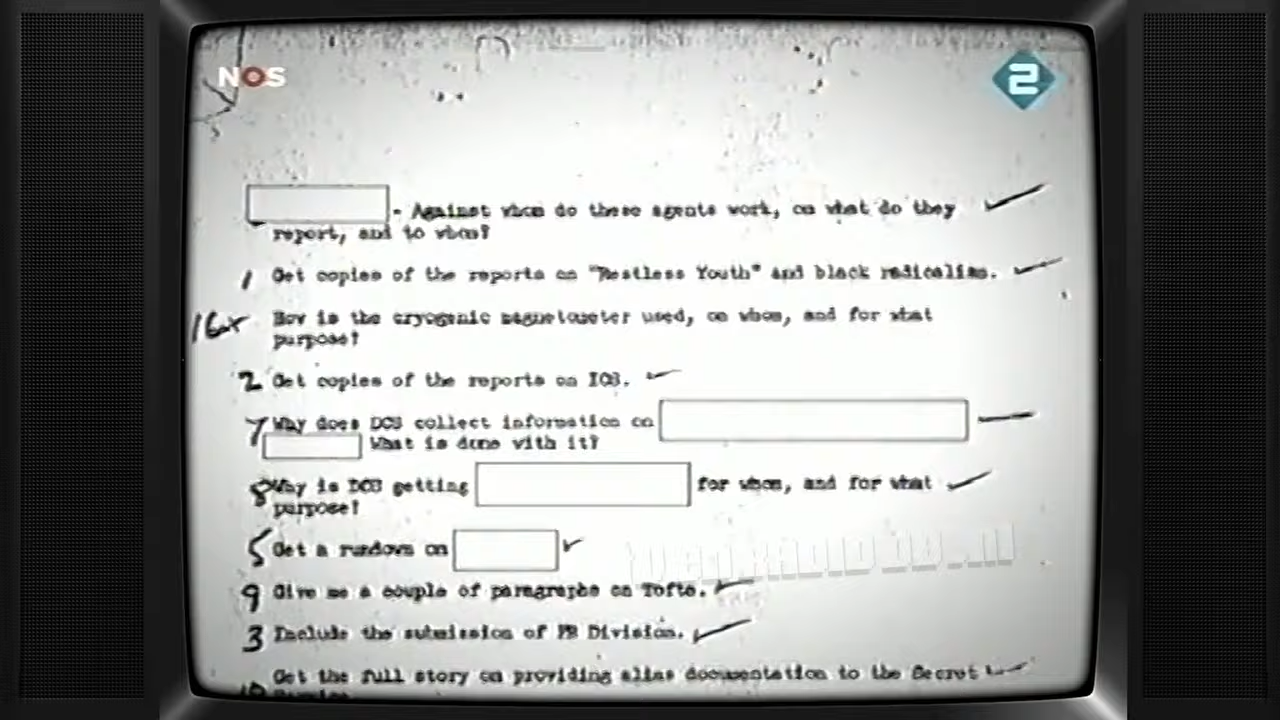 NOS
2
- Against whom do these agents work, on what do they
report, and to whom?
1 Get copies of the reports on "Restless Youth" and black radicalism.
16 How is the cryogenic magnetometer used, on whom, and for what
purpose?
2 Get copies of the reports on IOB.
7 Why does DCS collect information on
What is done with it?
8 Why is DCS getting for whom, and for what
purpose?
5 Get a rundown on
9 Give me a couple of paragraphs on Tofte.
3 Include the submission of Division.
Get the full story on providing alias documentation to the Secret